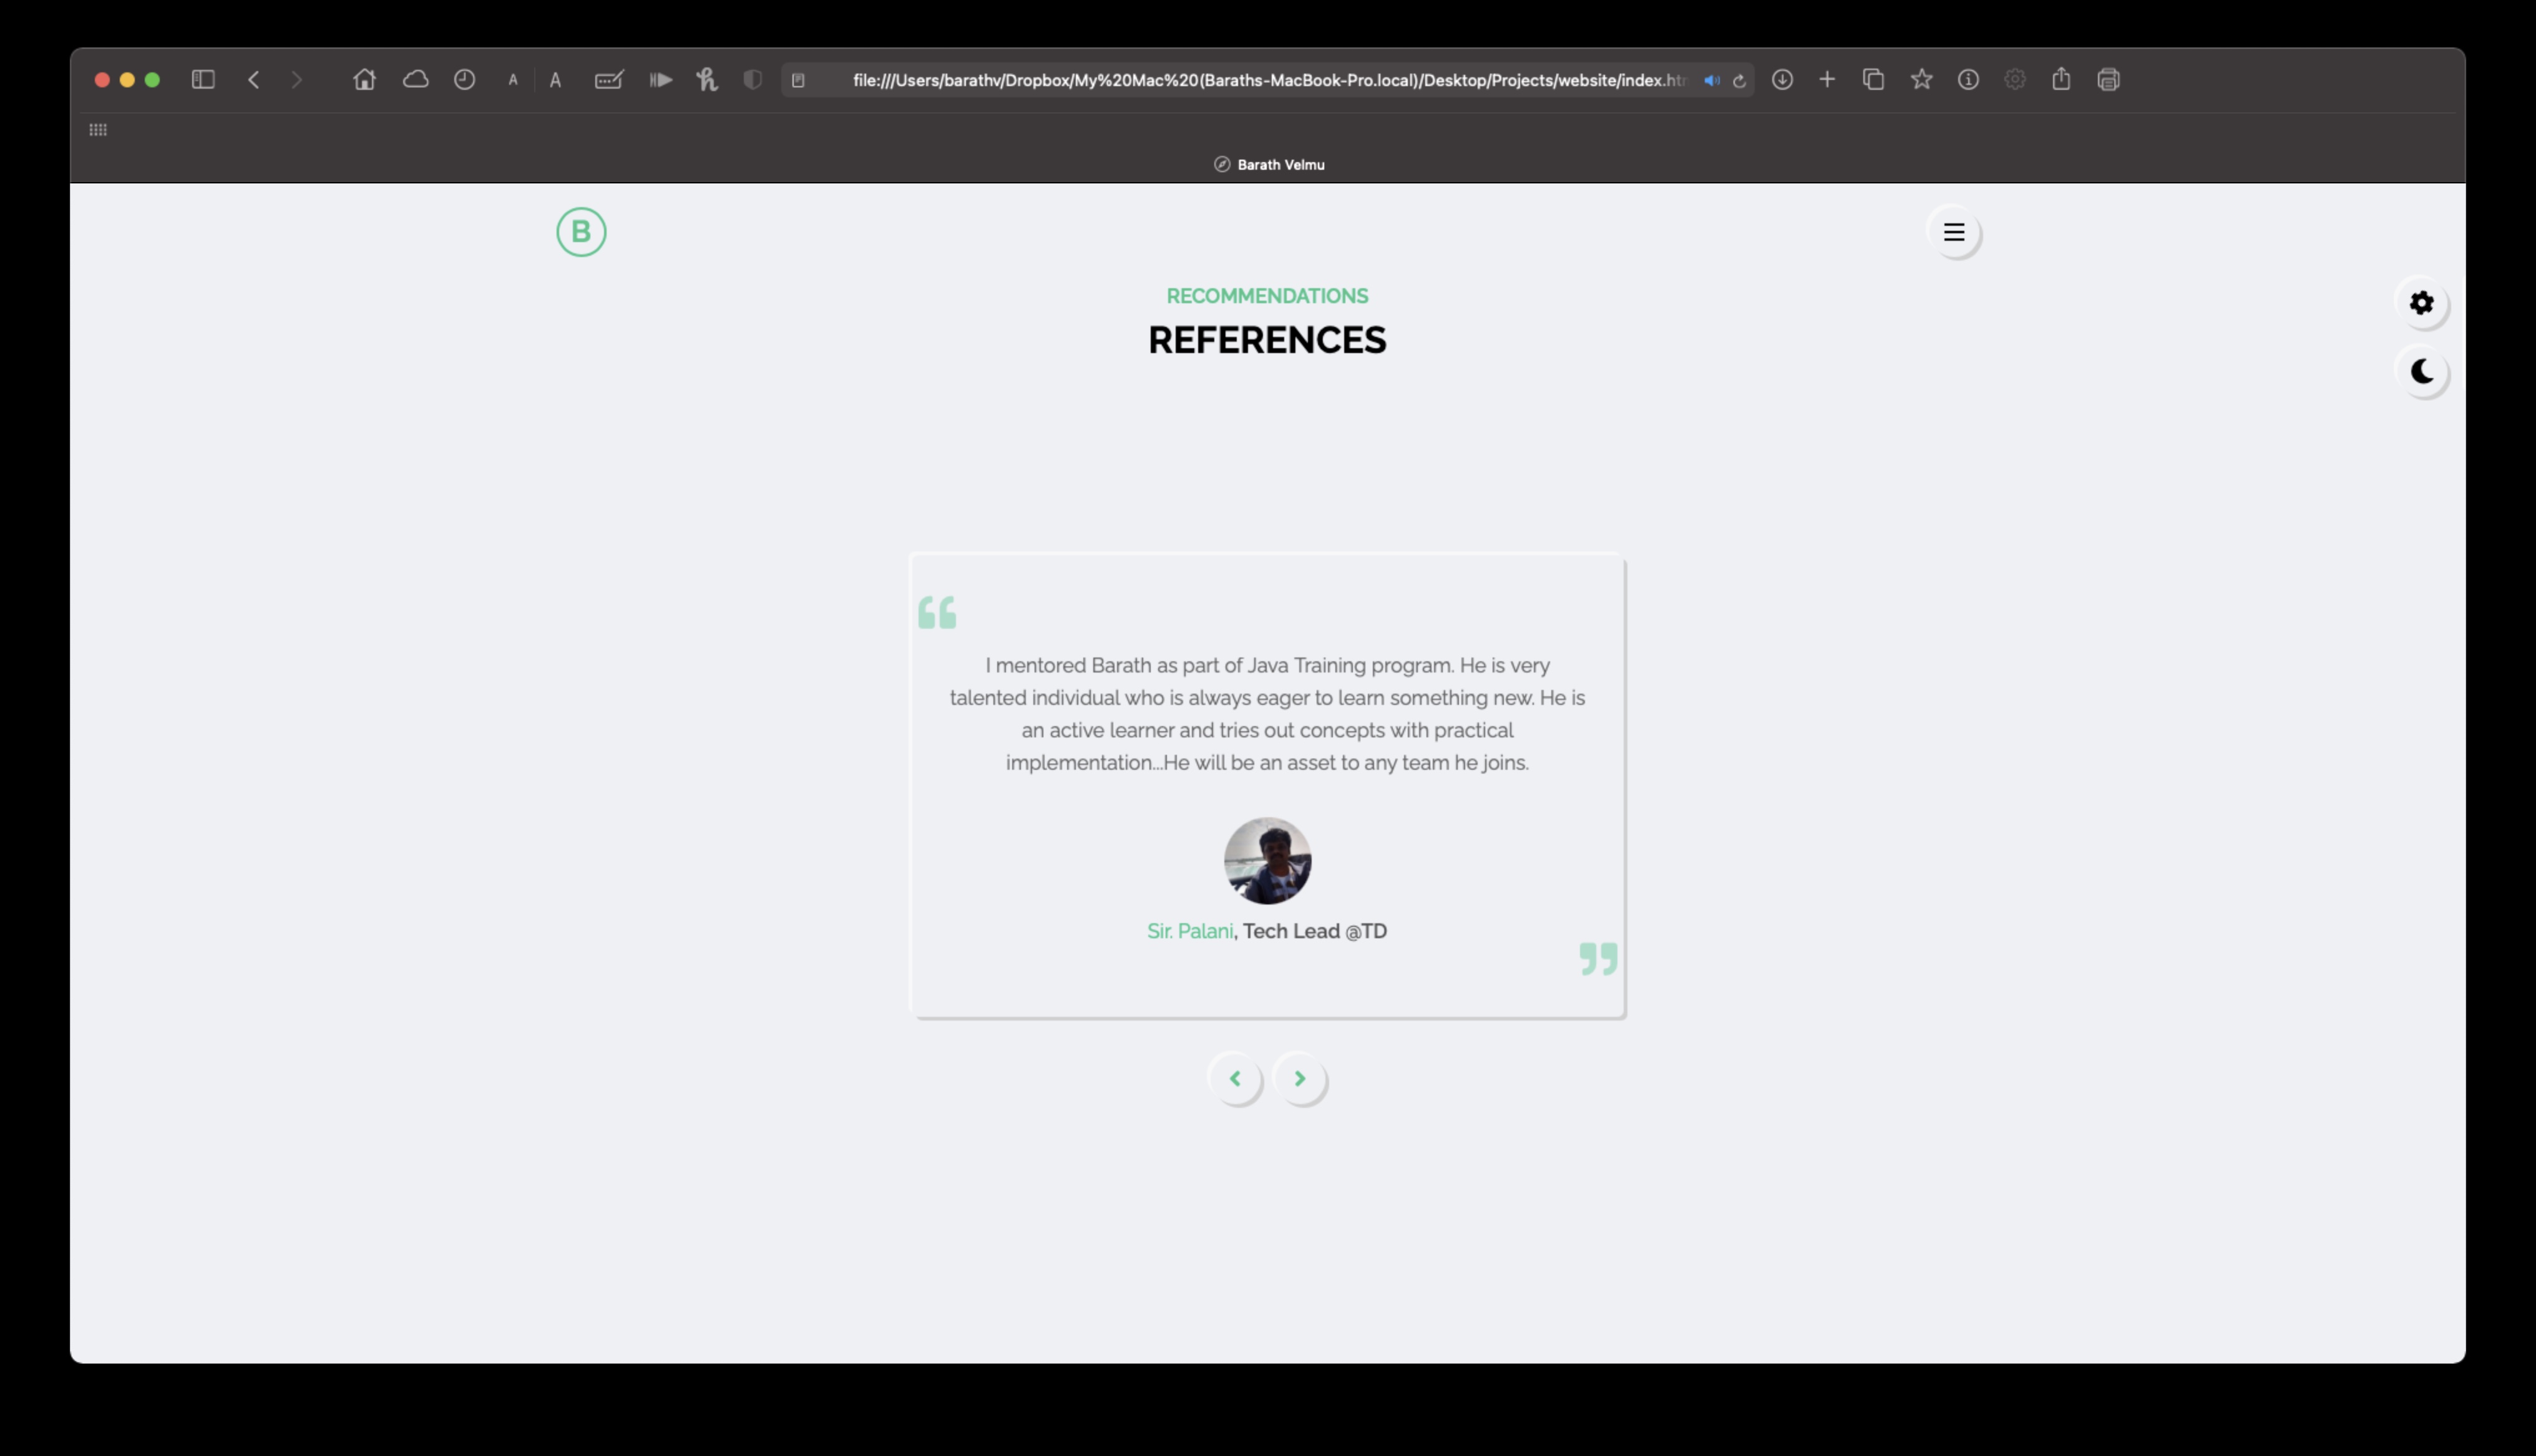 A A
file:///Users/barathv/Dropbox/My%20Mac%20(Baraths-MacBook-Pro.local)/Desktop/Projects/website/index.htm
Barath Velmu
B
RECOMMENDATIONS
REFERENCES
“
I mentored Barath as part of Java Training program. He is very
talented individual who is always eager to learn something new. He is
an active learner and tries out concepts with practical
implementation...He will be an asset to any team he joins.
Sir. Palani, Tech Lead @TD
”